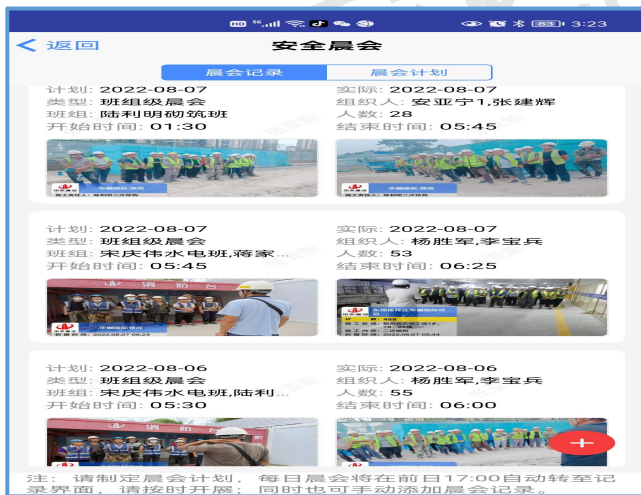 HD 5G 83 3:23
返回 安全晨会
晨会记录 晨会计划
计划: 2022-08-07 实际: 2022-08-07
类型: 班组级晨会 组织人: 安亚宁1,张建辉
班组: 陆利明砌筑班 人数: 28
开始时间: 01:30 结束时间: 05:45
计划: 2022-08-07 实际: 2022-08-07
类型: 班组级晨会 组织人: 杨胜军,李宝兵
班组: 宋庆伟水电班,蒋家... 人数: 53
开始时间: 05:45 结束时间: 06:25
消防台
计划: 2022-08-06 实际: 2022-08-06
类型: 班组级晨会 组织人: 杨胜军,李宝兵
班组: 宋庆伟水电班,陆利... 人数: 55
开始时间: 05:30 结束时间: 06:00
消防
注: 请制定晨会计划, 每日晨会将在前日17:00自动转至记
录界面, 请按时开展; 同时也可手动添加晨会记录。